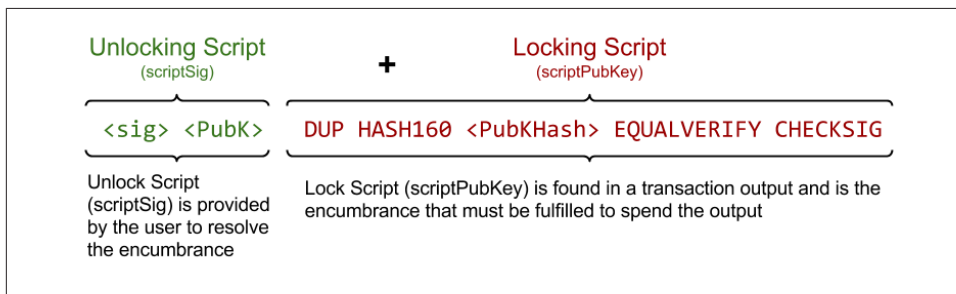 Unlocking Script
(scriptSig)
+
Locking Script
(scriptPubKey)
<sig> <PubK>
DUP HASH160 <PubKHash> EQUALVERIFY CHECKSIG
Unlock Script
(scriptSig) is provided
by the user to resolve
the encumbrance
Lock Script (scriptPubKey) is found in a transaction output and is the
encumbrance that must be fulfilled to spend the output